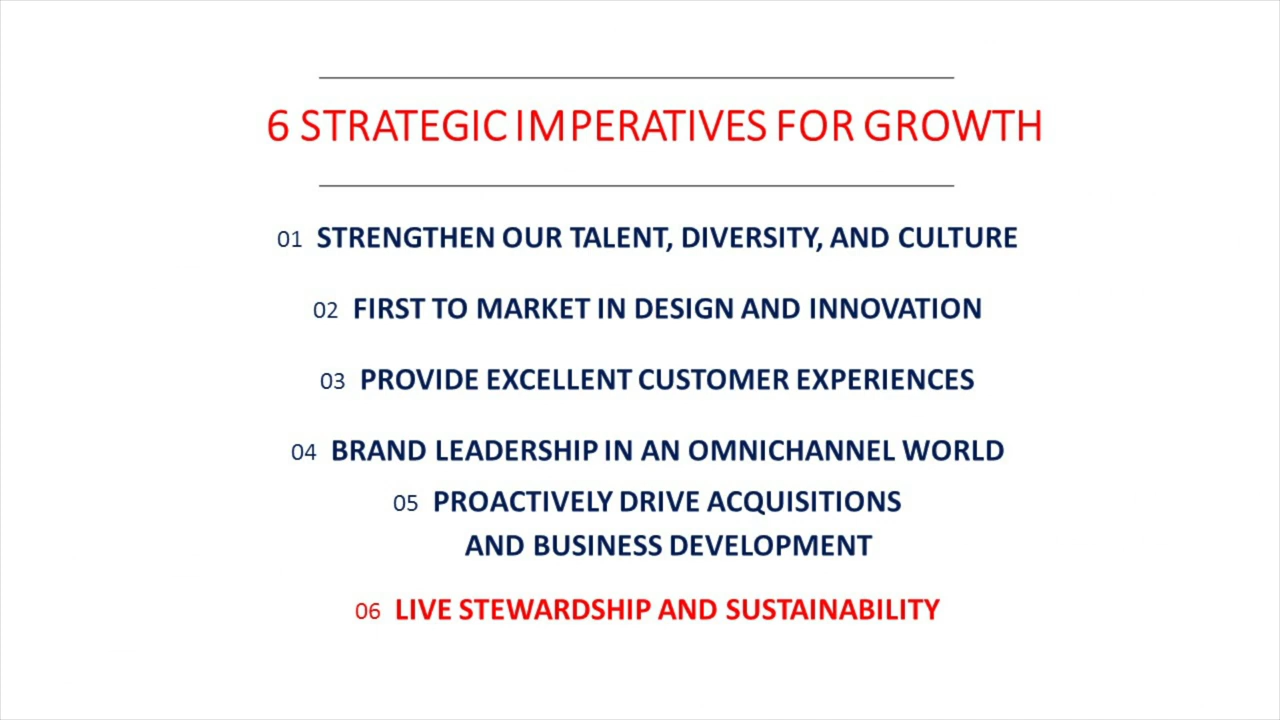 6 STRATEGIC IMPERATIVES FOR GROWTH
01 STRENGTHEN OUR TALENT, DIVERSITY, AND CULTURE
02 FIRST TO MARKET IN DESIGN AND INNOVATION
03 PROVIDE EXCELLENT CUSTOMER EXPERIENCES
04 BRAND LEADERSHIP IN AN OMNICHANNEL WORLD
05 PROACTIVELY DRIVE ACQUISITIONS
AND BUSINESS DEVELOPMENT
06 LIVE STEWARDSHIP AND SUSTAINABILITY